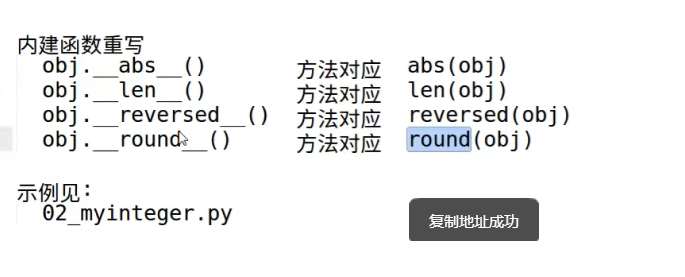 内建函数重写
obj.__abs__() 方法对应 abs(obj)
obj.__len__() 方法对应 len(obj)
obj.__reversed__() 方法对应 reversed(obj)
obj.__round__() 方法对应 round(obj)
示例见:
02_myinteger.py
复制地址成功